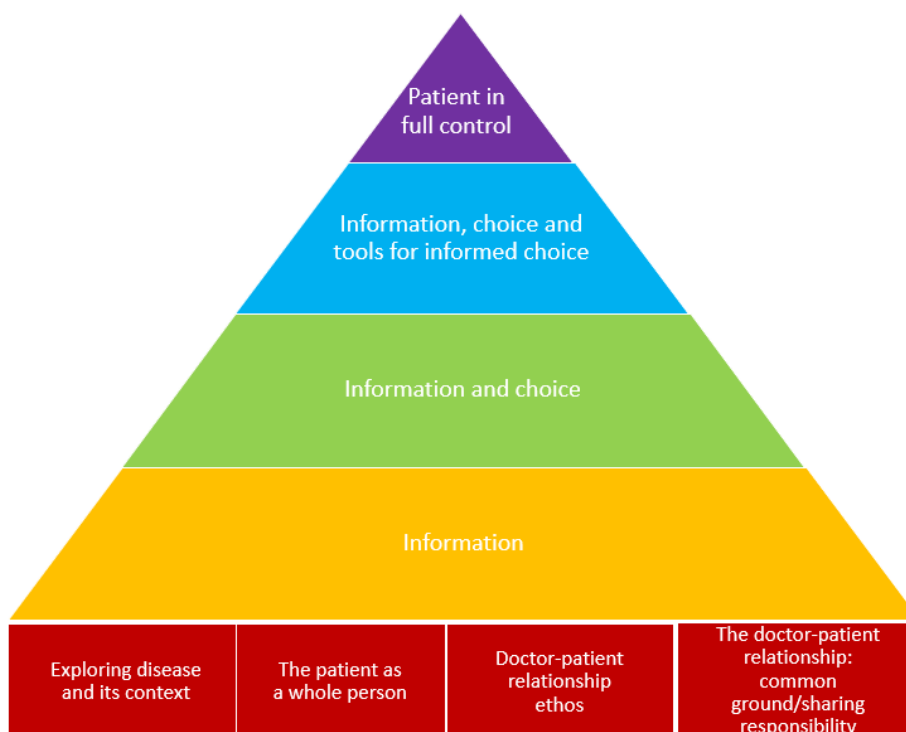 Patient in
full control
Information, choice and
tools for informed choice
Information and choice
Information
Exploring disease
and its context
The patient as
a whole person
Doctor-patient
relationship
ethos
The doctor-patient
relationship:
common
ground/sharing
responsibility